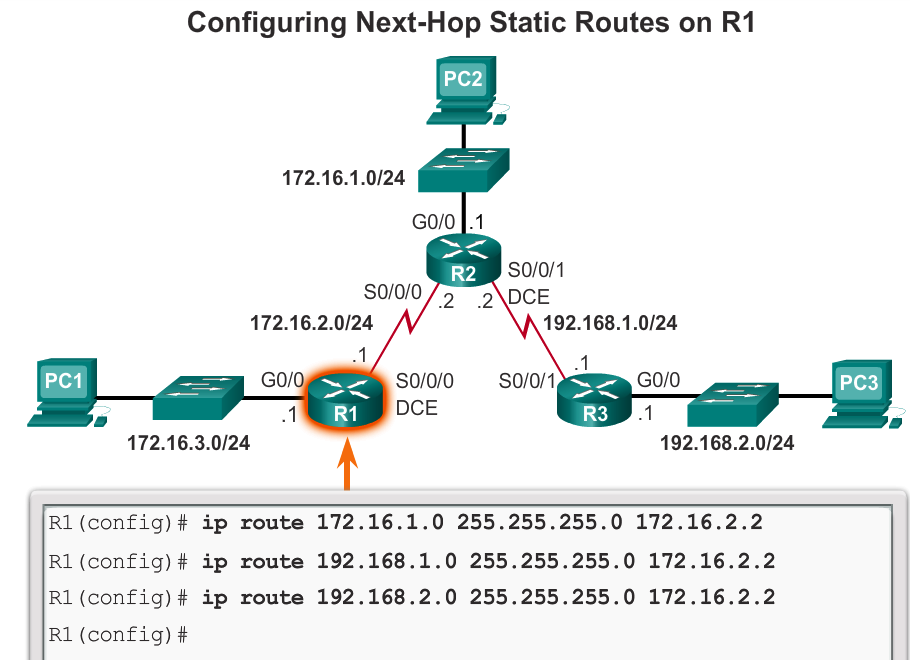 Configuring Next-Hop Static Routes on R1
PC2
172.16.1.0/24
G0/0 .1
R2
S0/0/1
DCE
S0/0/0
.2 .2
172.16.2.0/24
192.168.1.0/24
.1
.1
PC1
G0/0
.1
R1
S0/0/0
DCE
S0/0/1
R3
G0/0
.1
PC3
172.16.3.0/24
192.168.2.0/24
R1(config)# ip route 172.16.1.0 255.255.255.0 172.16.2.2
R1(config)# ip route 192.168.1.0 255.255.255.0 172.16.2.2
R1(config)# ip route 192.168.2.0 255.255.255.0 172.16.2.2
R1(config)#